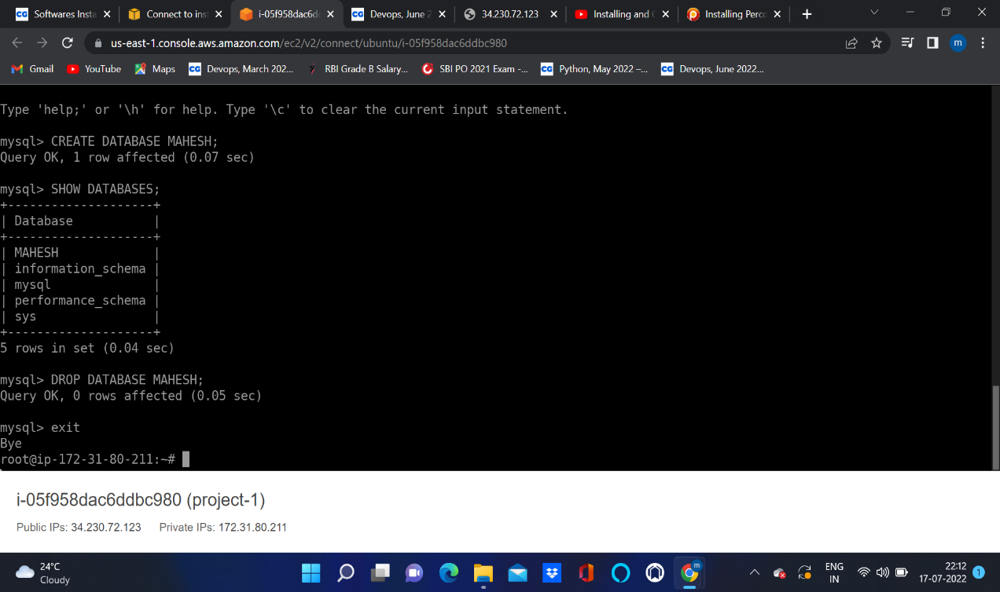 Softwares Insta
Connect to inst
i-05f958dac6d
Devops, June 2
34.230.72.123
Installing and
Installing Perco
us-east-1.console.aws.amazon.com/ec2/v2/connect/ubuntu/i-05f958dac6ddbc980
m
Gmail
YouTube
Maps
CG Devops, March 202...
RBI Grade B Salary...
SBI PO 2021 Exam -...
CG Python, May 2022 –...
CG Devops, June 2022...
Type 'help;' or '\h' for help. Type '\c' to clear the current input statement.
mysql> CREATE DATABASE MAHESH;
Query OK, 1 row affected (0.07 sec)
mysql> SHOW DATABASES;
+--------------------+
| Database           |
+--------------------+
| MAHESH             |
| information_schema |
| mysql              |
| performance_schema |
| sys                |
+--------------------+
5 rows in set (0.04 sec)
mysql> DROP DATABASE MAHESH;
Query OK, 0 rows affected (0.05 sec)
mysql> exit
Bye
root@ip-172-31-80-211:~#
i-05f958dac6ddbc980 (project-1)
Public IPs: 34.230.72.123 Private IPs: 172.31.80.211
24°C
Cloudy
ENG
IN
22:12
17-07-2022
1